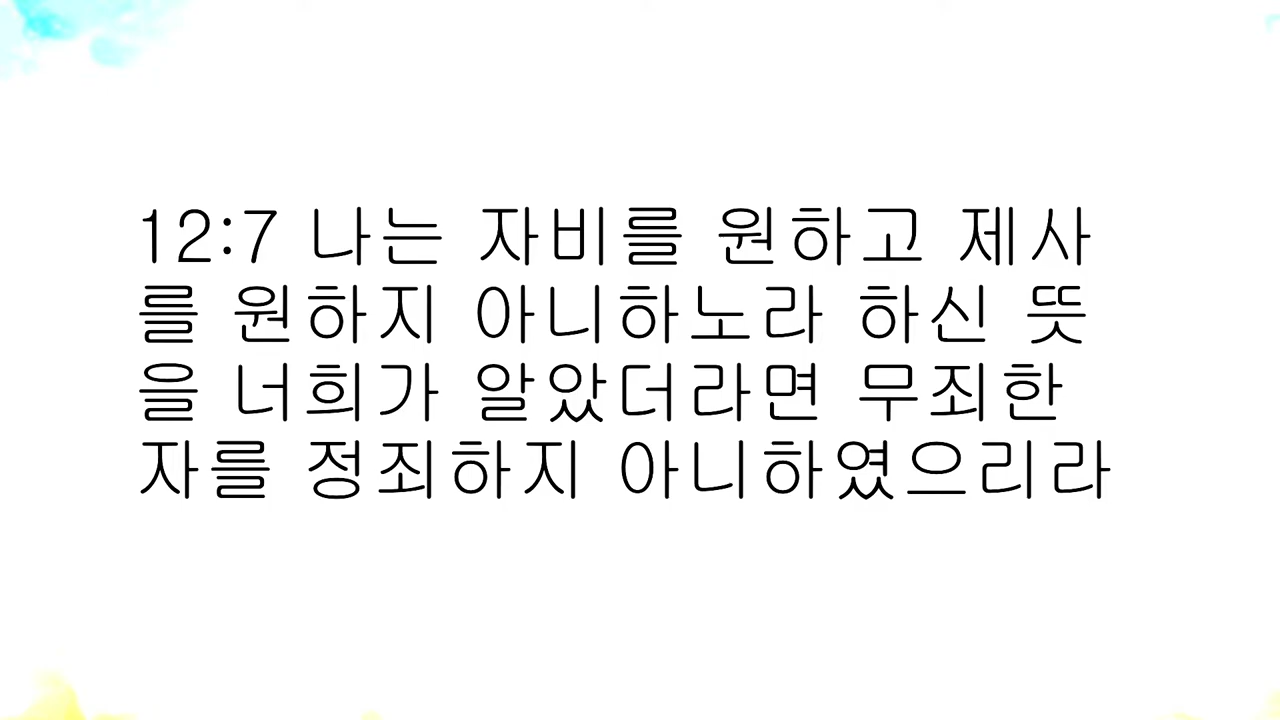 12:7 나는 자비를 원하고 제사
를 원하지 아니하노라 하신 뜻
을 너희가 알았더라면 무죄한
자를 정죄하지 아니하였으리라